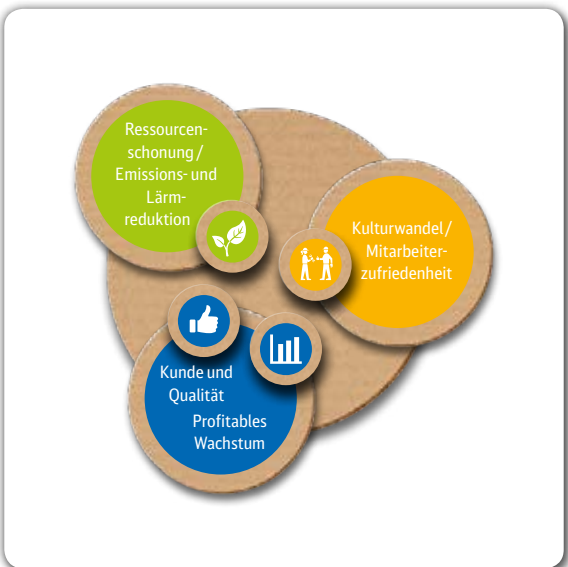 Ressourcen-
schonung /
Emissions- und
Lärm-
reduktion
Kulturwandel /
Mitarbeiter-
zufriedenheit
Kunde und
Qualität
Profitables
Wachstum